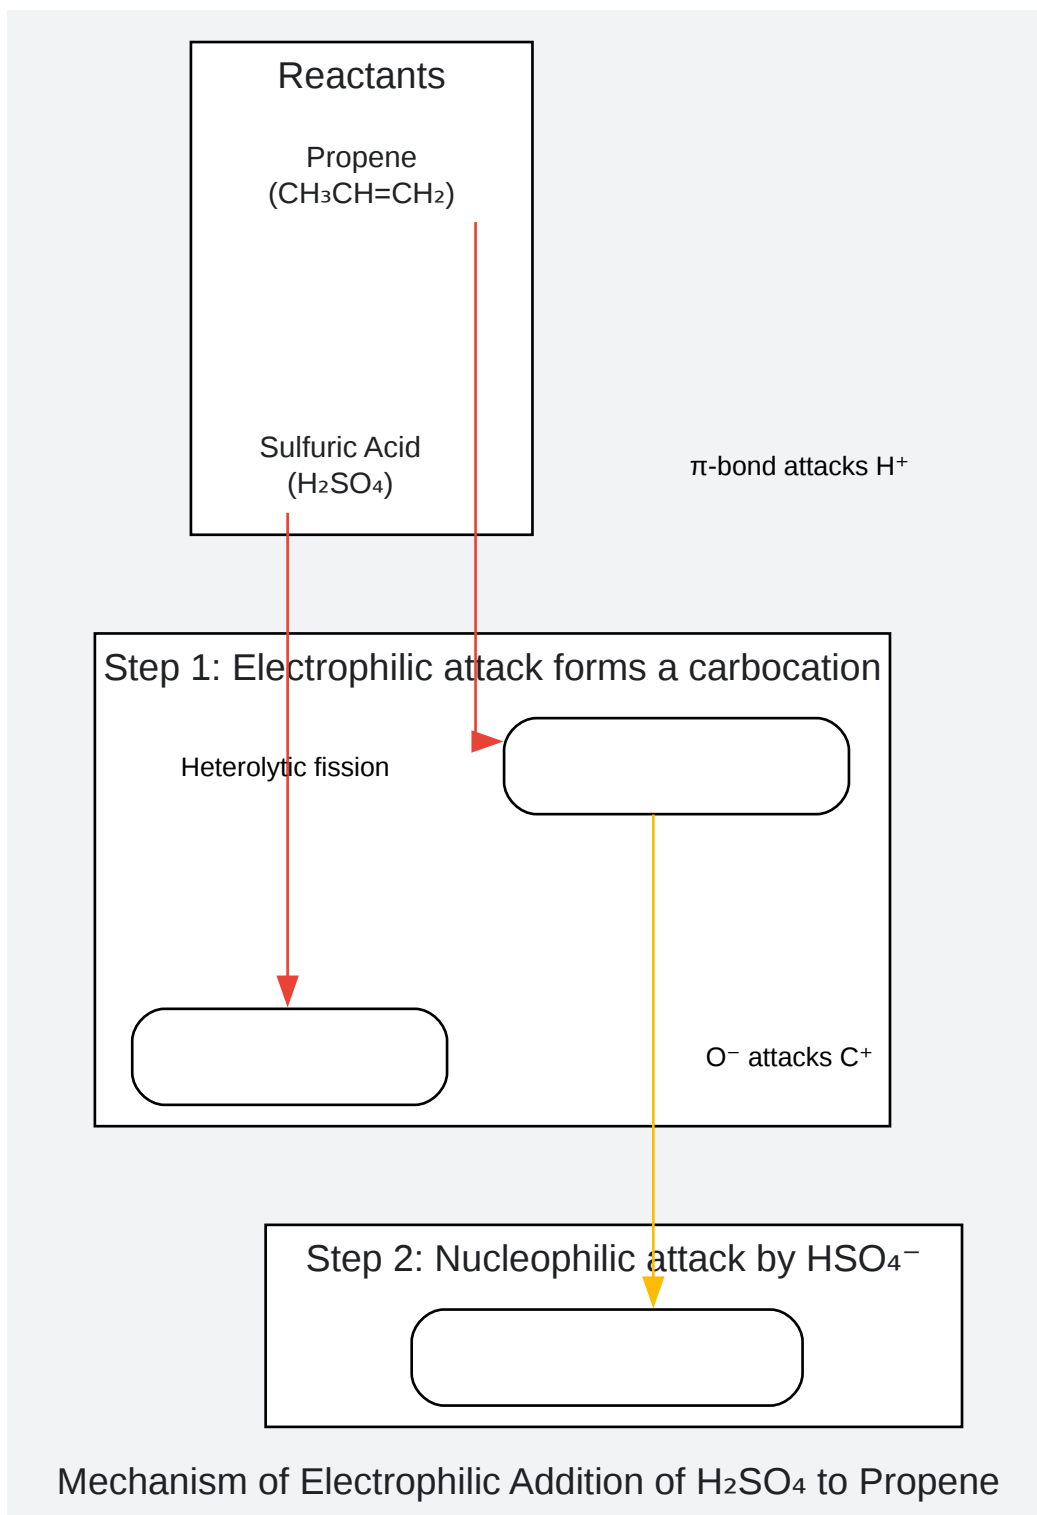 Reactants
Propene
(CH₃CH=CH₂)
Sulfuric Acid
(H₂SO₄)
π-bond attacks H⁺
Step 1: Electrophilic attack forms a carbocation
Heterolytic fission
O⁻ attacks C⁺
Step 2: Nucleophilic attack by HSO₄⁻
Mechanism of Electrophilic Addition of H₂SO₄ to Propene